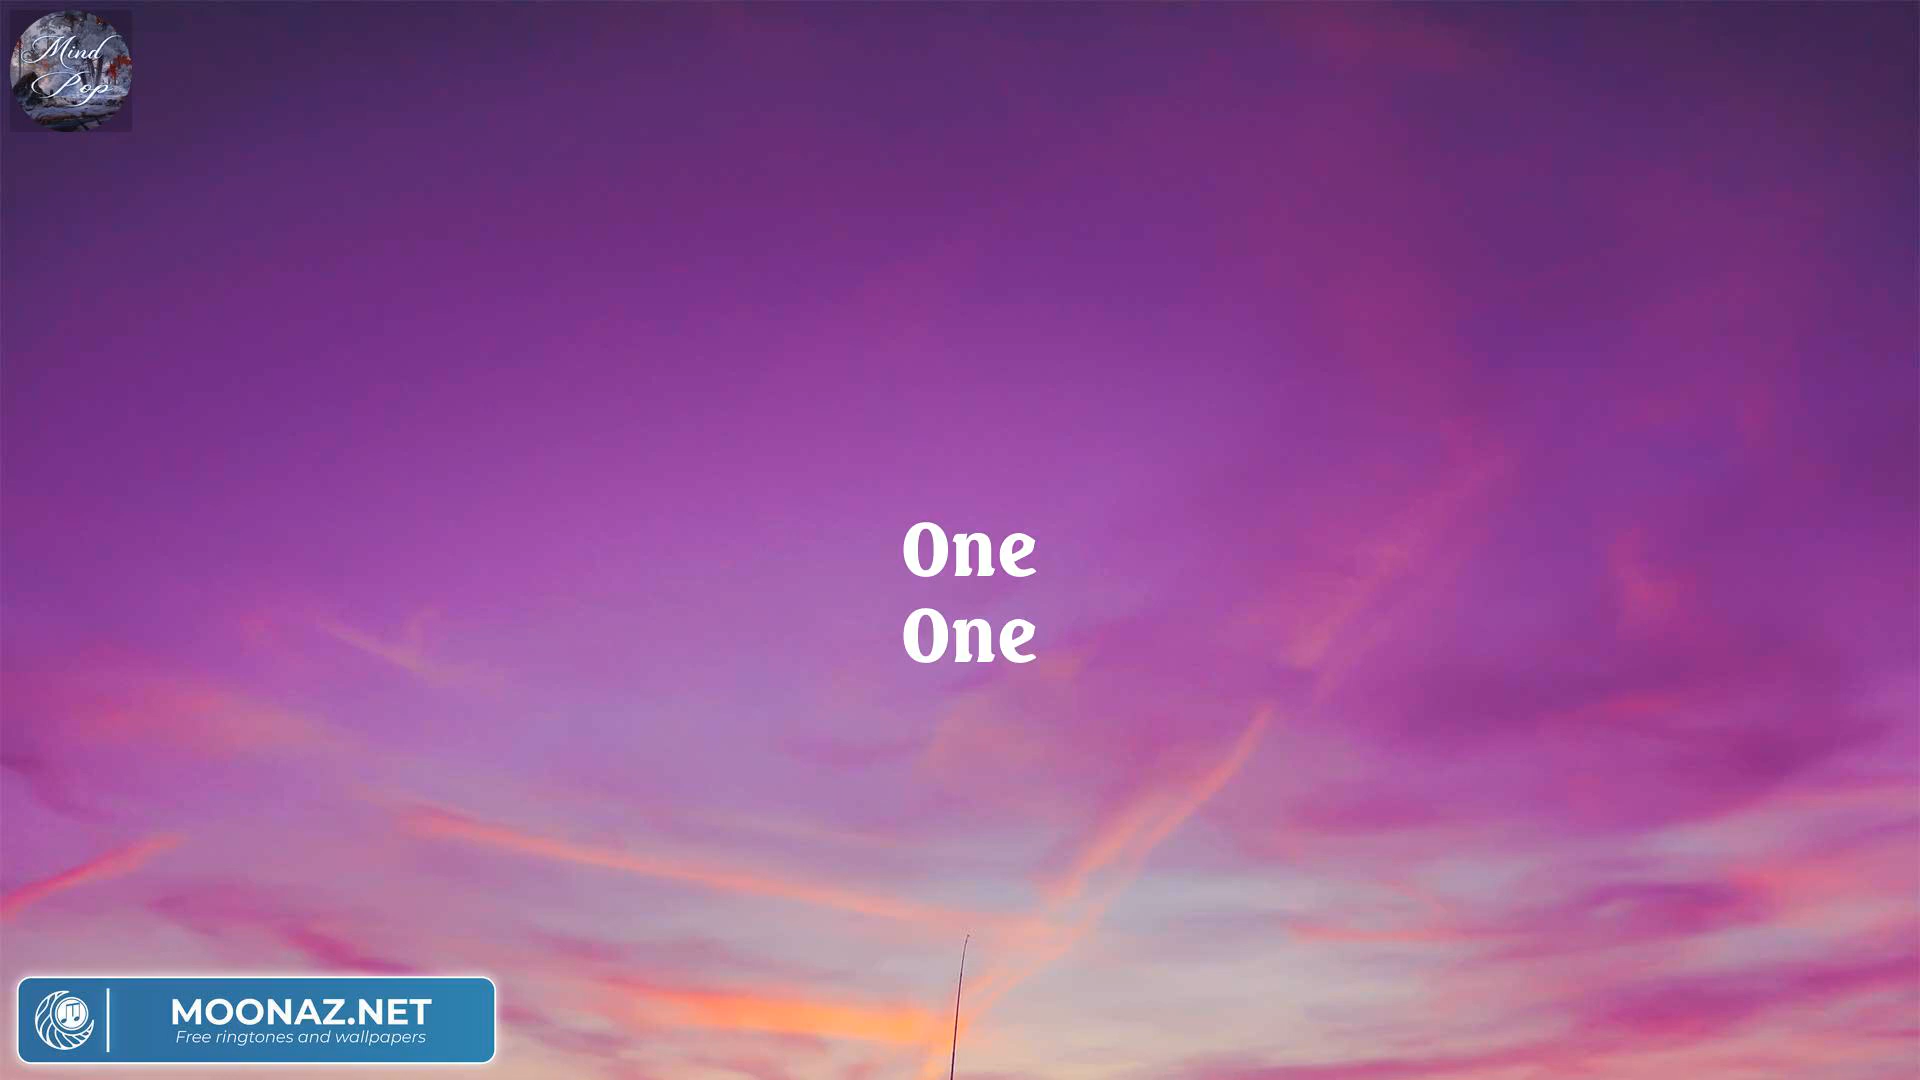 Mind
Pop
One
One
MOONAZ.NET
Free ringtones and wallpapers